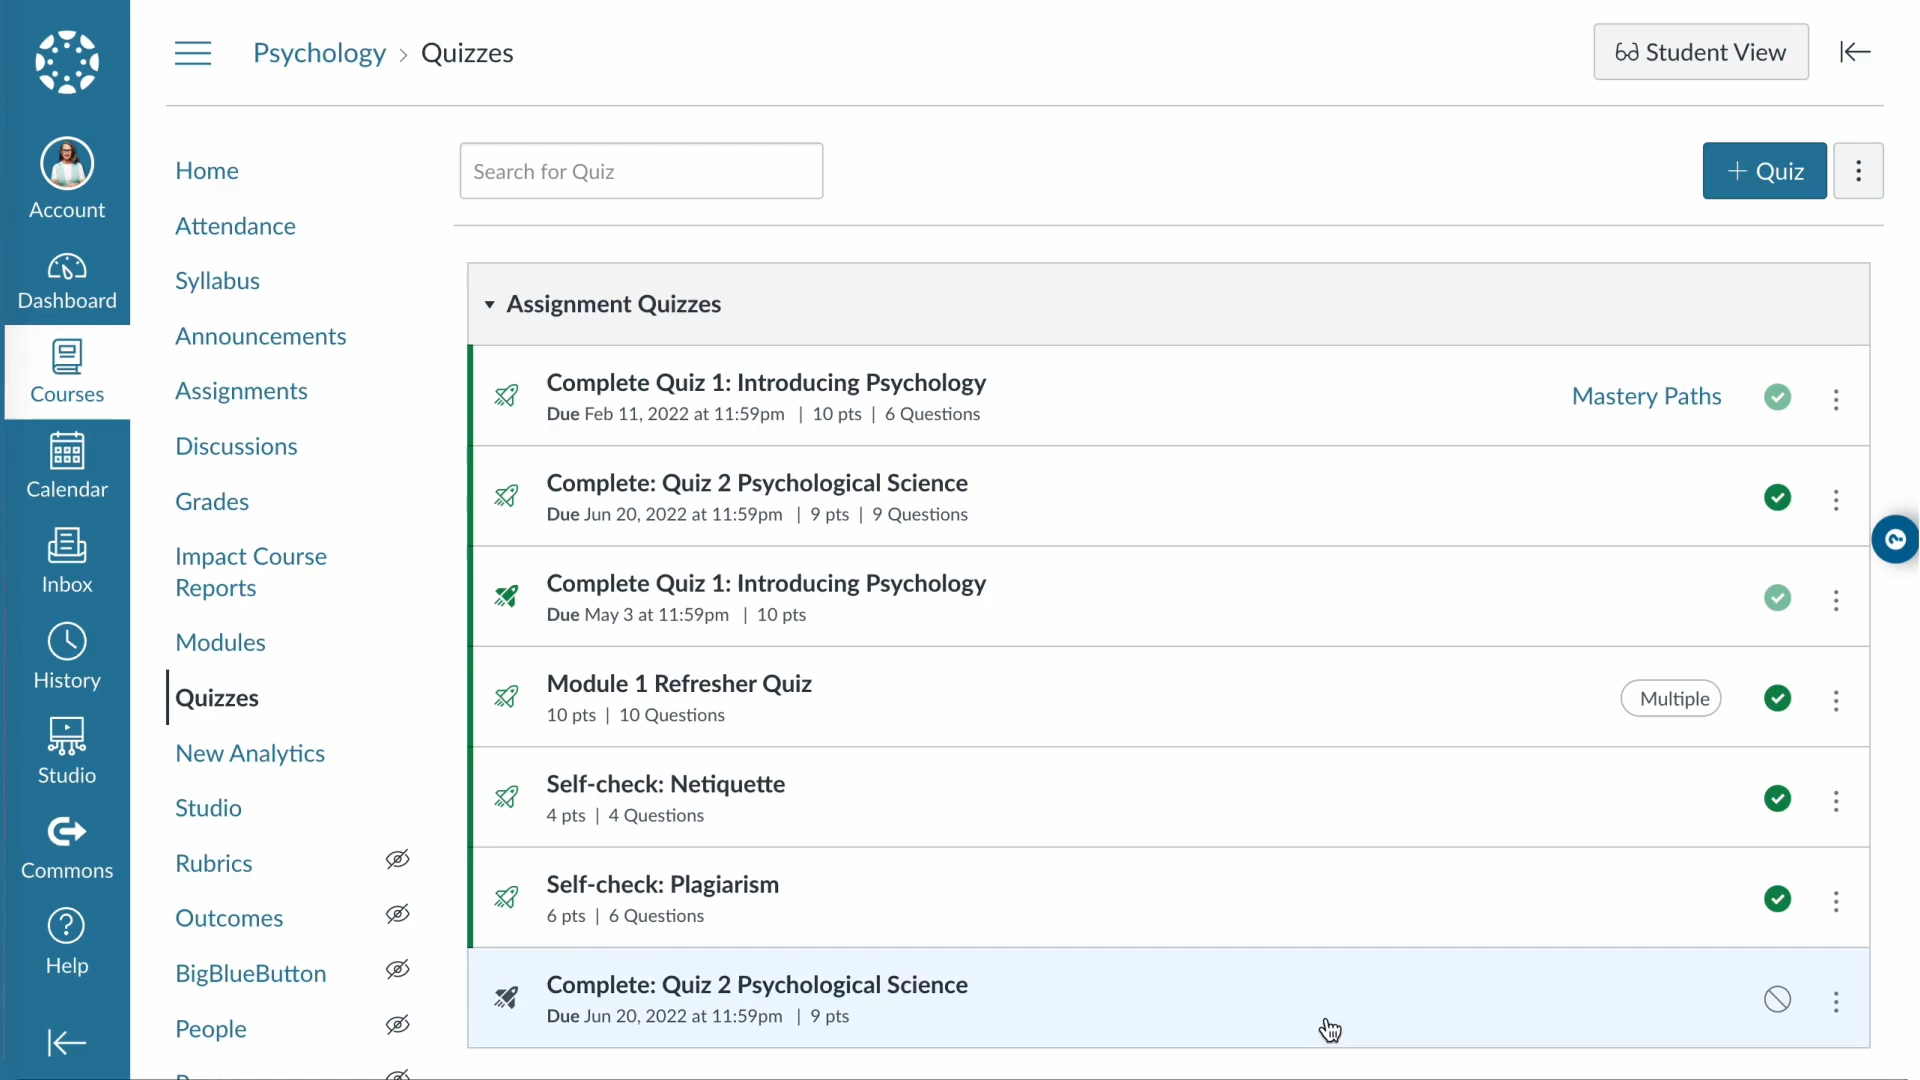 Psychology > Quizzes
Student View
Account
Dashboard
Courses
Calendar
Inbox
History
Studio
Commons
Help
Home
Attendance
Syllabus
Announcements
Assignments
Discussions
Grades
Impact Course
Reports
Modules
Quizzes
New Analytics
Studio
Rubrics
Outcomes
BigBlueButton
People
Search for Quiz
+ Quiz
Assignment Quizzes
Complete Quiz 1: Introducing Psychology
Due Feb 11, 2022 at 11:59pm | 10 pts | 6 Questions
Mastery Paths
Complete: Quiz 2 Psychological Science
Due Jun 20, 2022 at 11:59pm | 9 pts | 9 Questions
Complete Quiz 1: Introducing Psychology
Due May 3 at 11:59pm | 10 pts
Module 1 Refresher Quiz
10 pts | 10 Questions
Multiple
Self-check: Netiquette
4 pts | 4 Questions
Self-check: Plagiarism
6 pts | 6 Questions
Complete: Quiz 2 Psychological Science
Due Jun 20, 2022 at 11:59pm | 9 pts